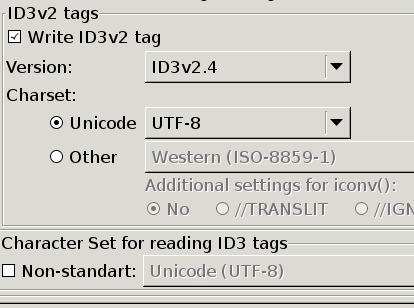 ID3v2 tags
Write ID3v2 tag
Version: ID3v2.4
Charset:
Unicode UTF-8
Other Western (ISO-8859-1)
Additional settings for iconv():
No //TRANSLIT //IGN
Character Set for reading ID3 tags
Non-standart: Unicode (UTF-8)